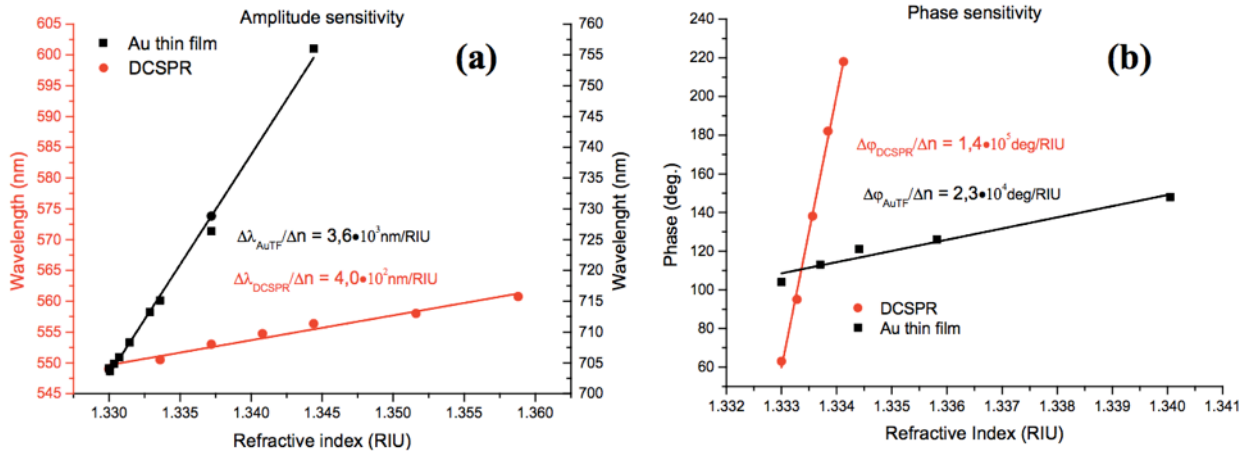 Amplitude sensitivity
605
600
595
590
585
580
575
570
565
560
555
550
545
Wavelength (nm)
Au thin film
DCSPR
(a)
Δλ_AuTF/Δn = 3,6•10³nm/RIU
Δλ_DCSPR/Δn = 4,0•10²nm/RIU
760
755
750
745
740
735
730
725
720
715
710
705
700
Wavelenght (nm)
1.330 1.335 1.340 1.345 1.350 1.355 1.360
Refractive index (RIU)
Phase sensitivity
240
220
200
180
160
140
120
100
80
60
Phase (deg.)
(b)
Δφ_DCSPR/Δn = 1,4•10⁵deg/RIU
Δφ_AuTF/Δn = 2,3•10⁴deg/RIU
DCSPR
Au thin film
1.332 1.333 1.334 1.335 1.336 1.337 1.338 1.339 1.340 1.341
Refractive Index (RIU)